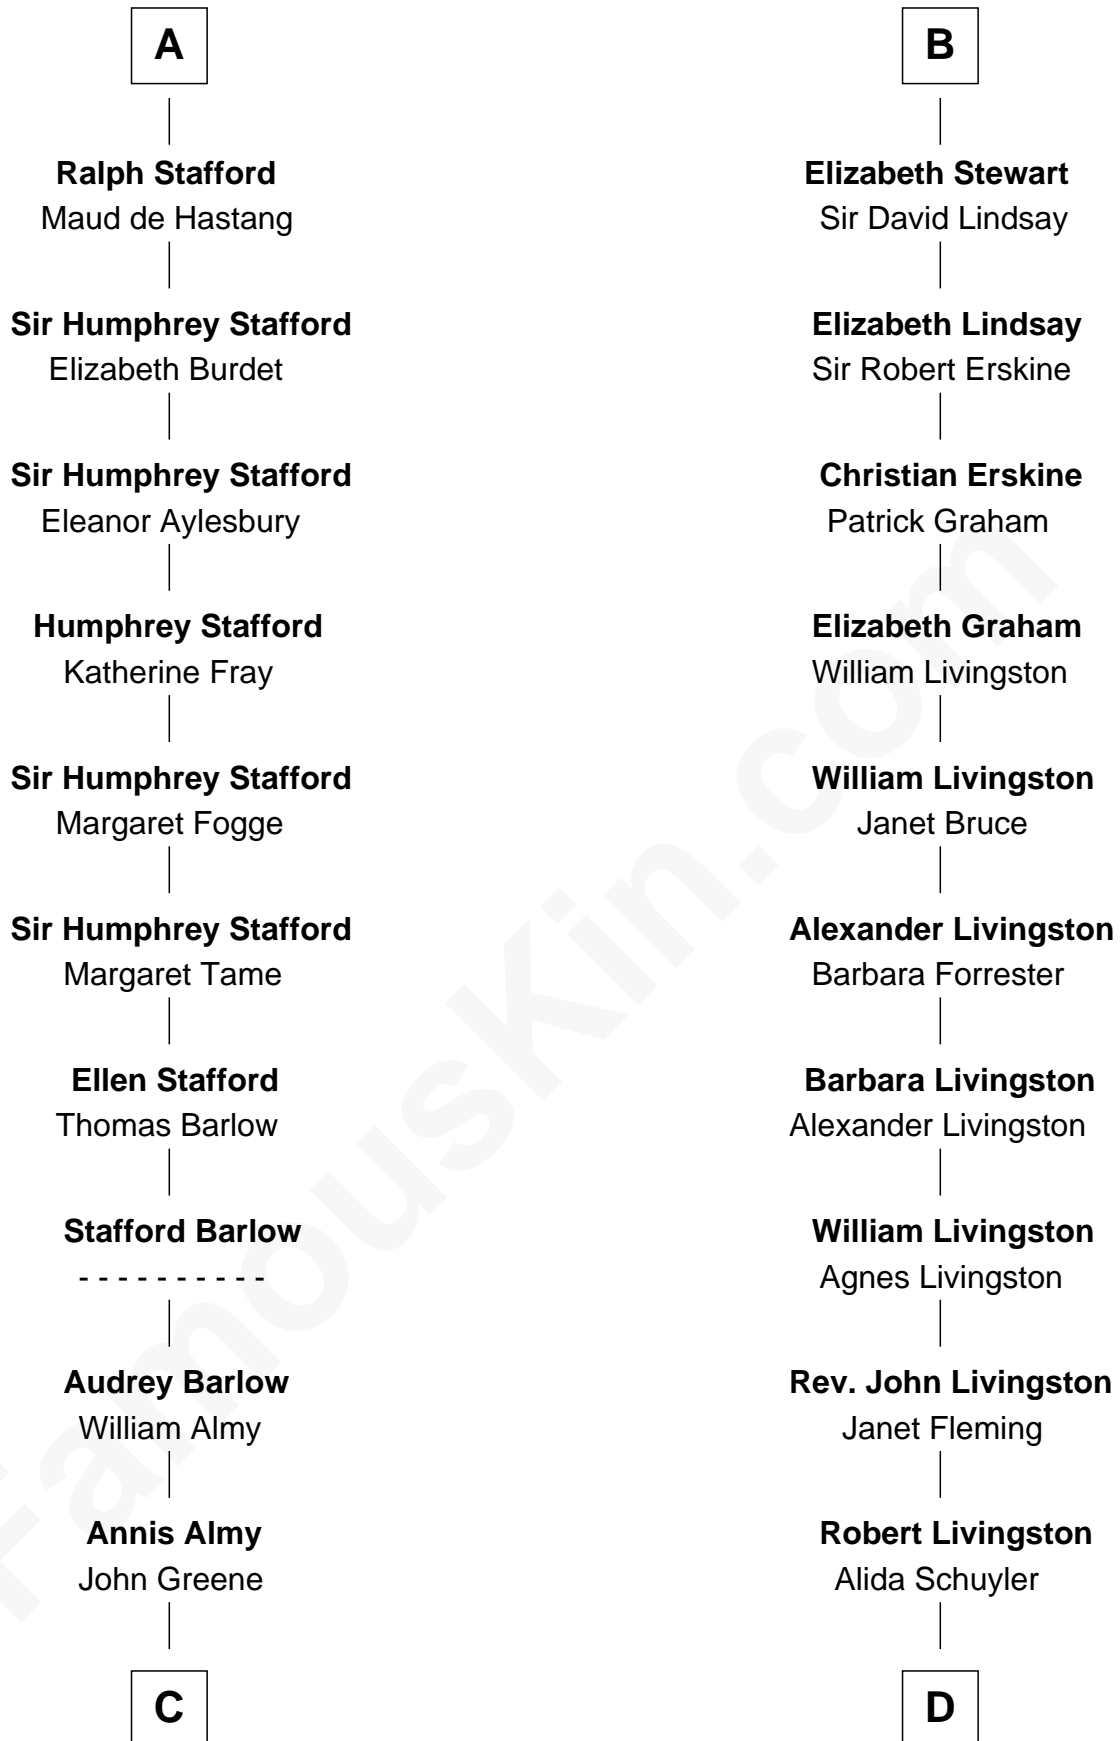 A
Ralph Stafford
Maud de Hastang
Sir Humphrey Stafford
Elizabeth Burdet
Sir Humphrey Stafford
Eleanor Aylesbury
Humphrey Stafford
Katherine Fray
Sir Humphrey Stafford
Margaret Fogge
Sir Humphrey Stafford
Margaret Tame
Ellen Stafford
Thomas Barlow
Stafford Barlow
- - - - - - - - - -
Audrey Barlow
William Almy
Annis Almy
John Greene
C
B
Elizabeth Stewart
Sir David Lindsay
Elizabeth Lindsay
Sir Robert Erskine
Christian Erskine
Patrick Graham
Elizabeth Graham
William Livingston
William Livingston
Janet Bruce
Alexander Livingston
Barbara Forrester
Barbara Livingston
Alexander Livingston
William Livingston
Agnes Livingston
Rev. John Livingston
Janet Fleming
Robert Livingston
Alida Schuyler
D
FamousKin.com